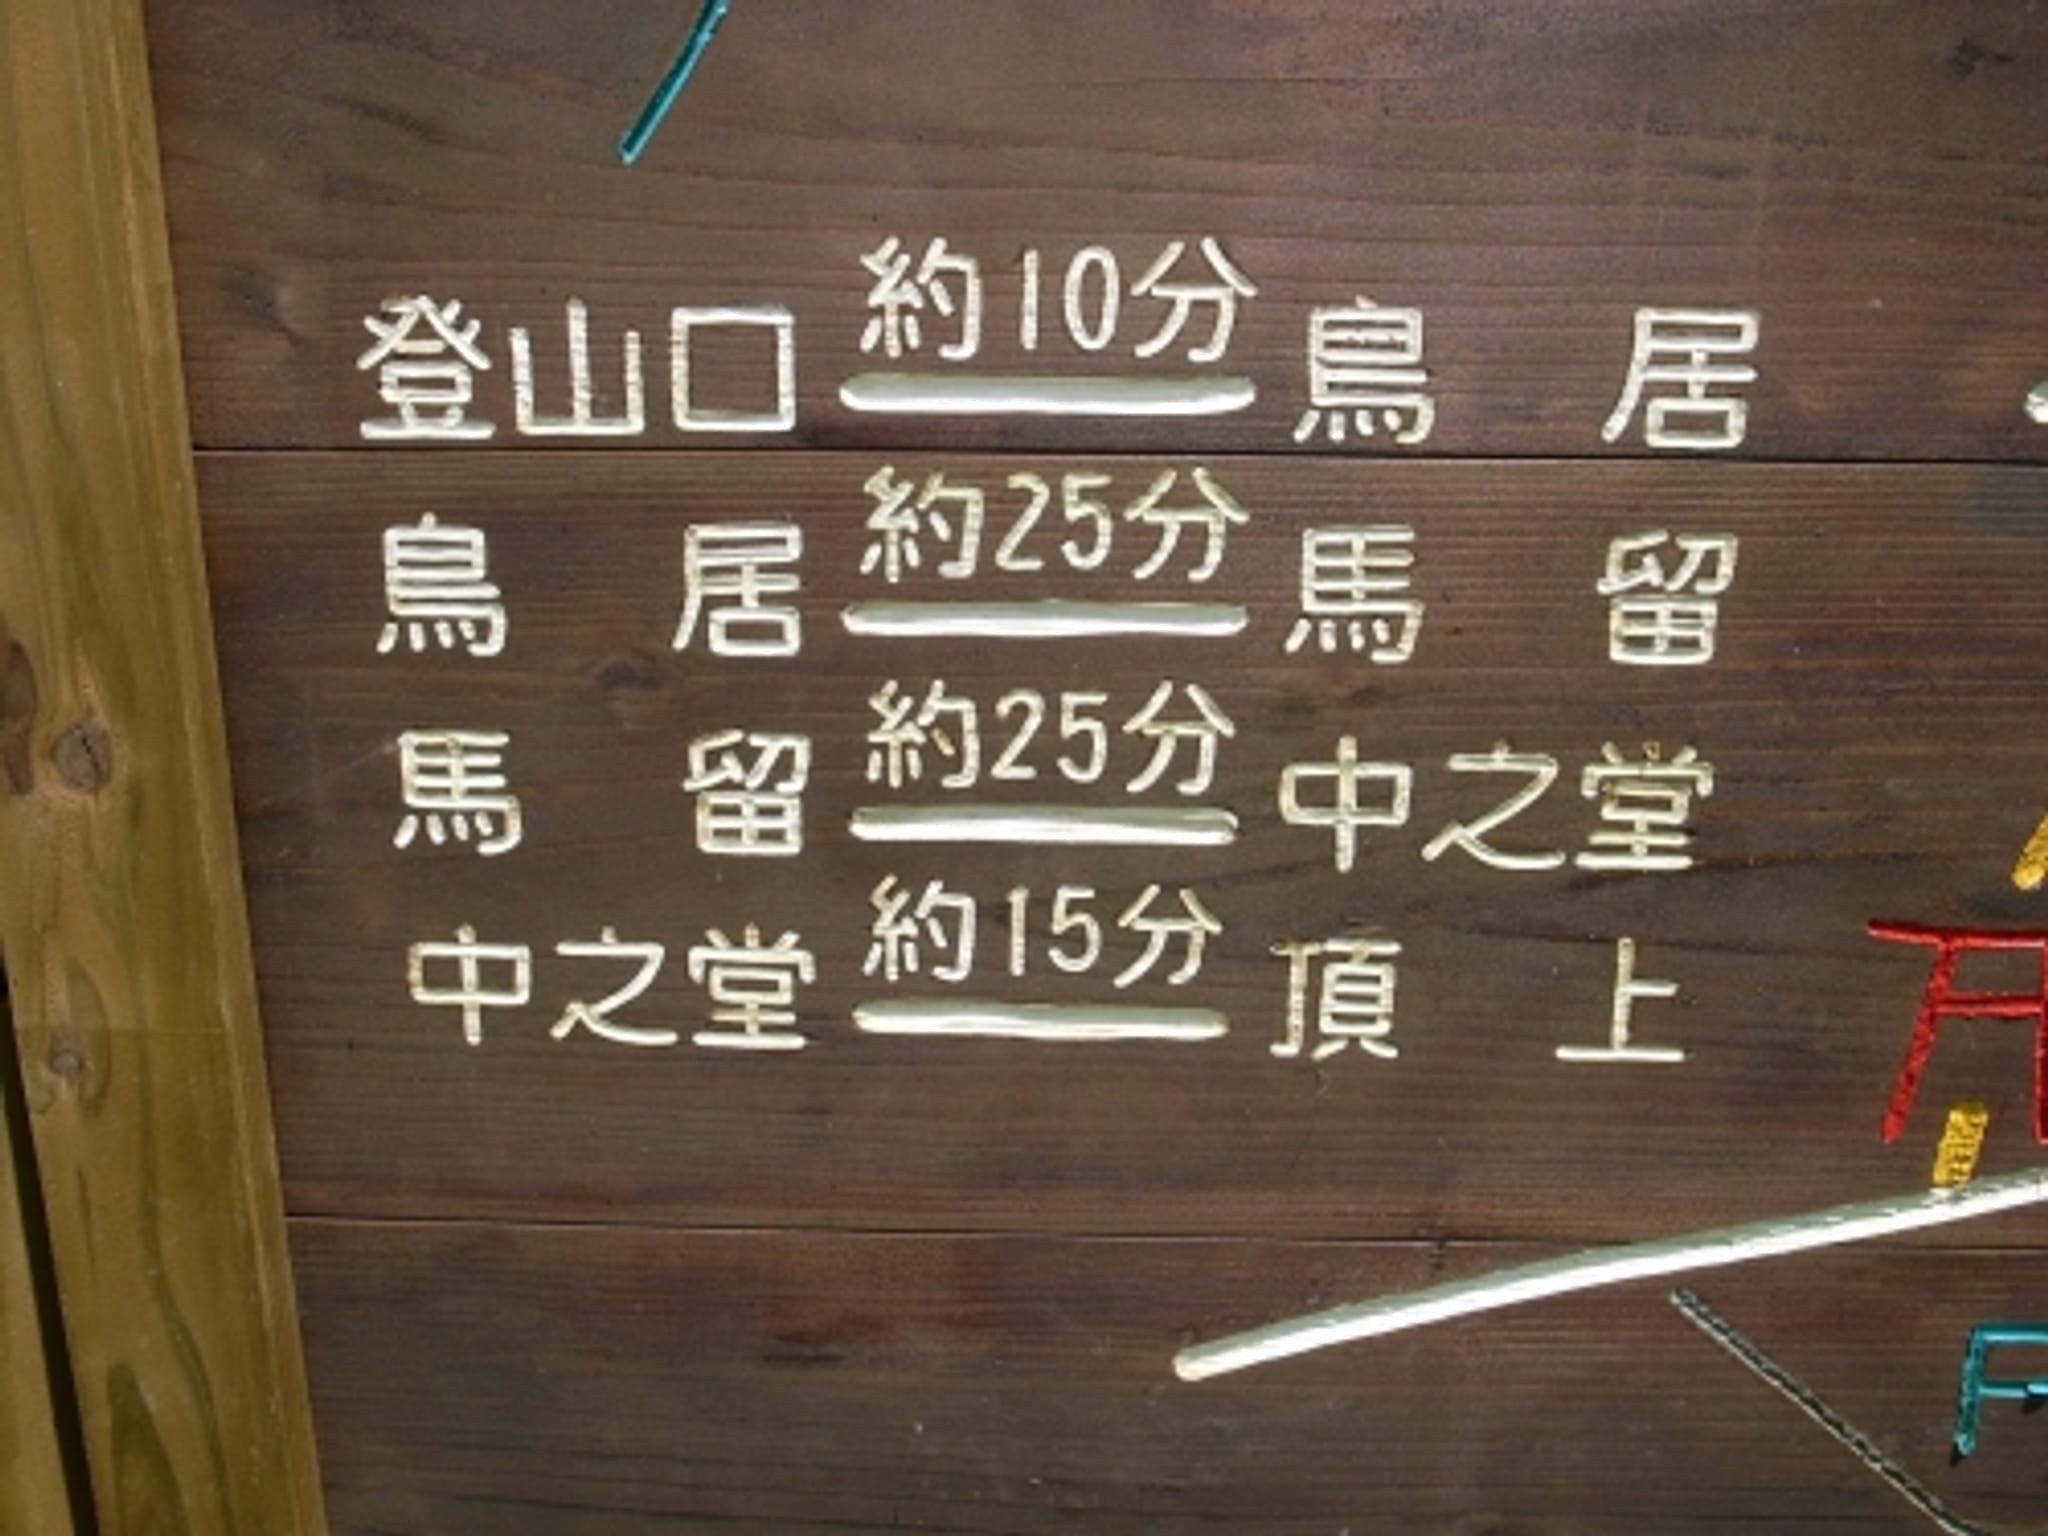 登山口 約10分 鳥居
鳥居 約25分 馬留
馬留 約25分 中之堂
中之堂 約15分 頂上